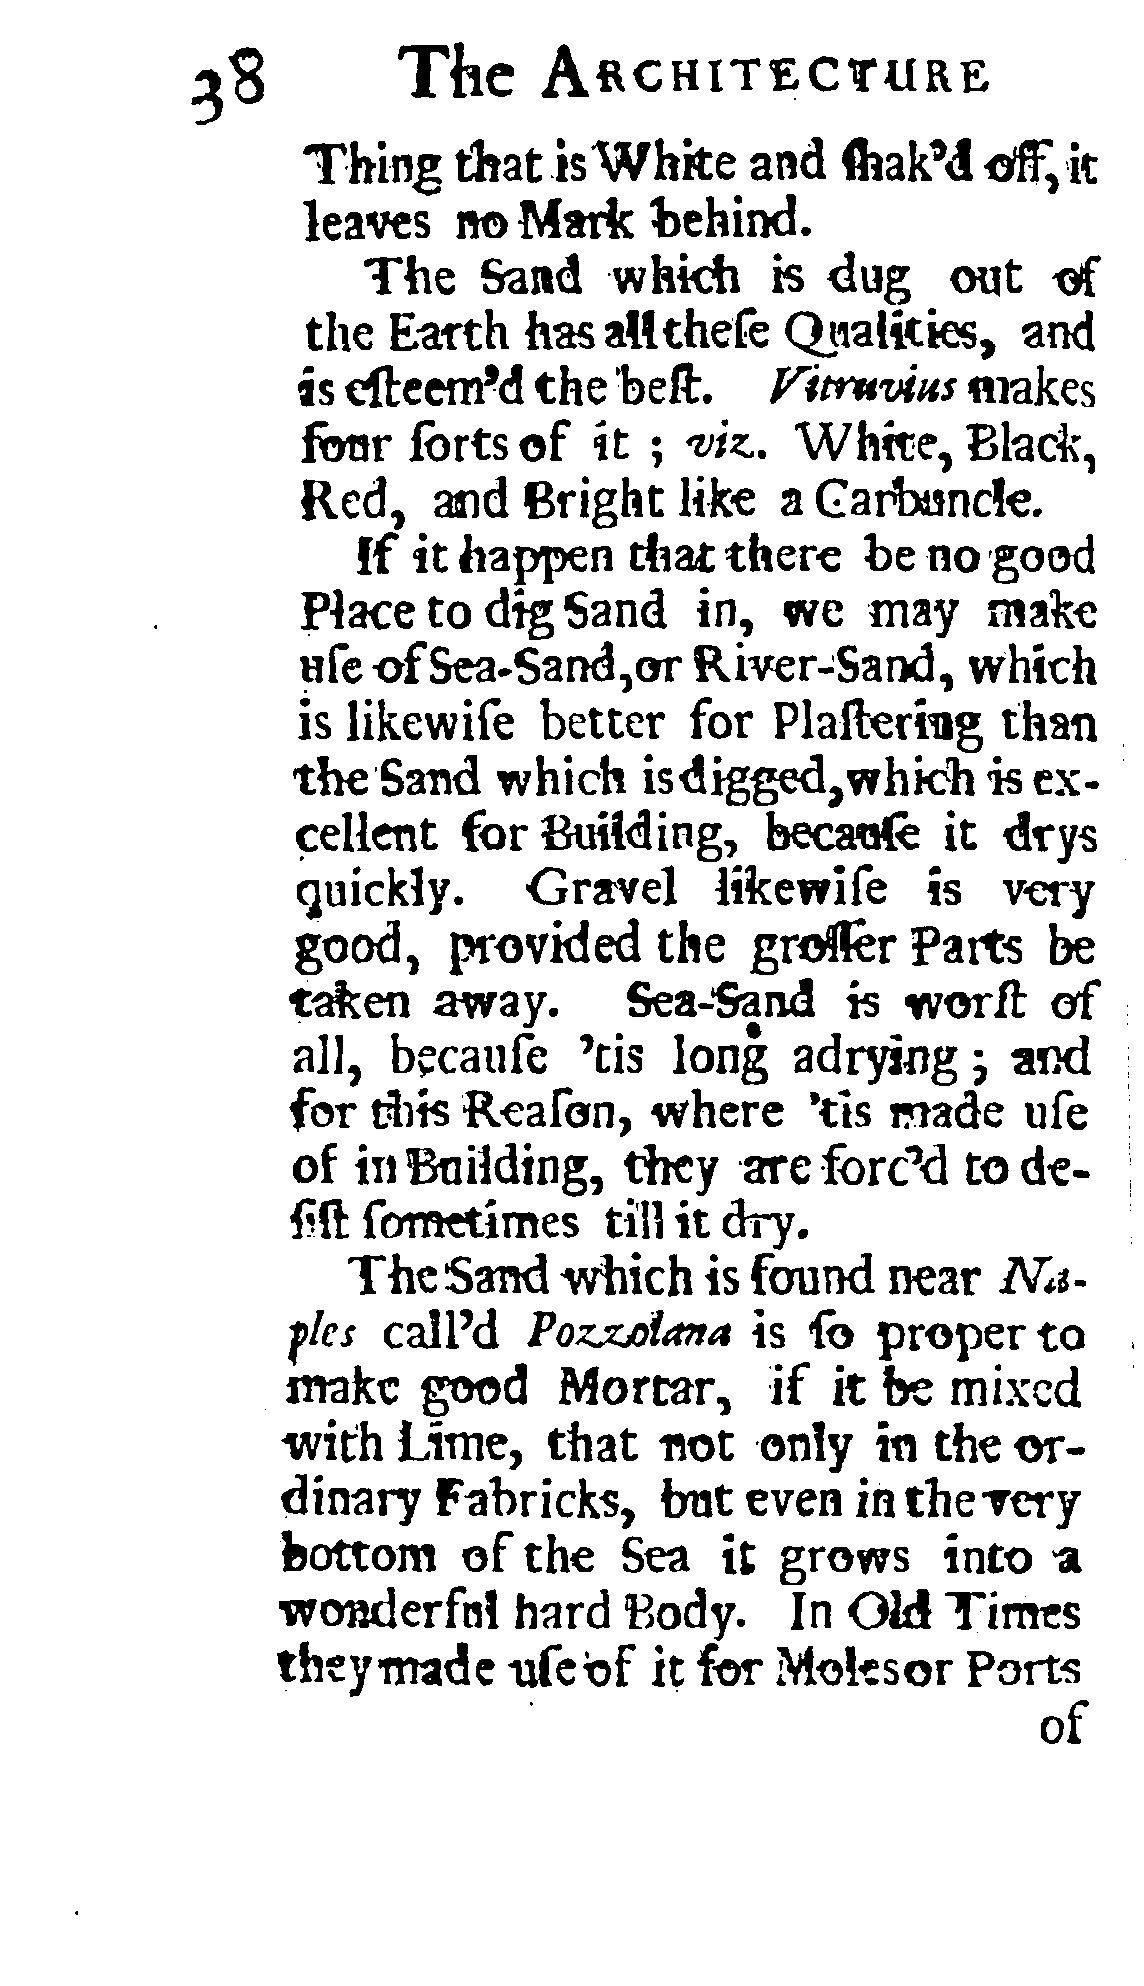 38 The ARCHITECTURE
Thing that is White and ſhak'd off, it
leaves no Mark behind.
The Sand which is dug out of
the Earth has all theſe Qualities, and
is eſteem'd the beſt. Vitruvius makes
four ſorts of it ; viz. White, Black,
Red, and Bright like a Carbuncle.
If it happen that there be no good
Place to dig Sand in, we may make
uſe of Sea-Sand, or River-Sand, which
is likewiſe better for Plaſtering than
the Sand which is digged, which is ex-
cellent for Building, becauſe it drys
quickly. Gravel likewiſe is very
good, provided the groſſer Parts be
taken away. Sea-Sand is worſt of
all, becauſe 'tis long adrying ; and
for this Reaſon, where 'tis made uſe
of in Building, they are forc'd to de-
ſiſt ſometimes till it dry.
The Sand which is found near Na-
ples call'd Pozzolana is ſo proper to
make good Mortar, if it be mixed
with Lime, that not only in the or-
dinary Fabricks, but even in the very
bottom of the Sea it grows into a
wonderful hard Body. In Old Times
they made uſe of it for Moles or Ports
of